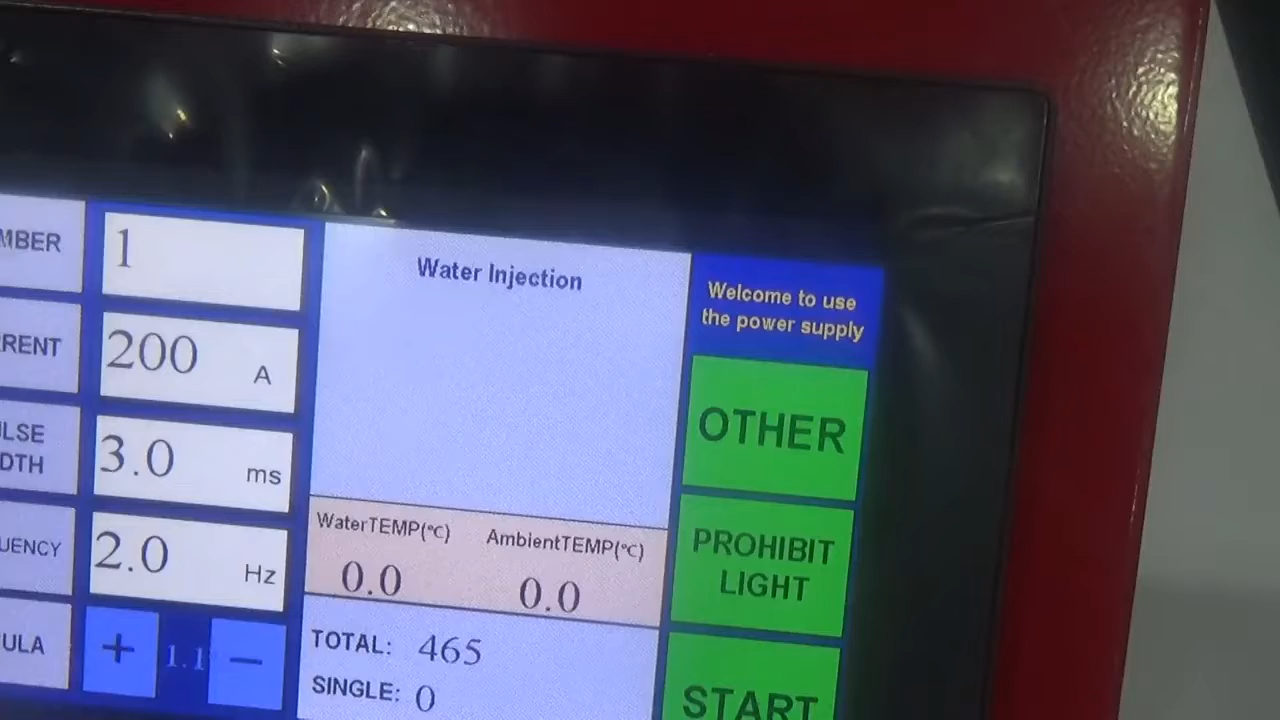 MBER
1
RRENT
200 A
LSE
DTH
3.0 ms
UENCY
2.0 Hz
ULA
+ 1.1 −
Water Injection
WaterTEMP(℃) AmbientTEMP(℃)
0.0 0.0
TOTAL: 465
SINGLE: 0
Welcome to use
the power supply
OTHER
PROHIBIT
LIGHT
START